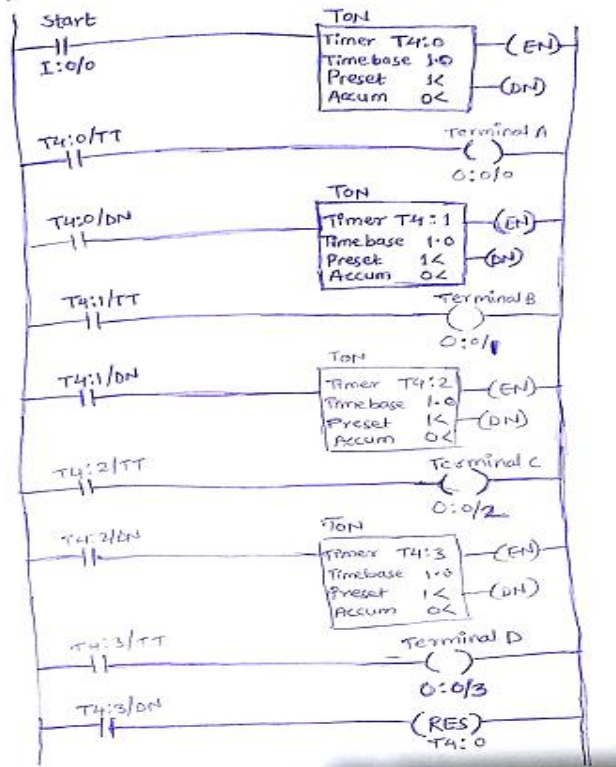 Start
I:0/0
TON
Timer T4:0
Timebase 1.0
Preset 1<
Accum 0<
(EN)
(DN)
T4:0/TT
Terminal A
O:0/0
T4:0/DN
TON
Timer T4:1
Timebase 1.0
Preset 1<
Accum 0<
(EN)
(DN)
T4:1/TT
Terminal B
O:0/1
T4:1/DN
TON
Timer T4:2
Timebase 1.0
Preset 1<
Accum 0<
(EN)
(DN)
T4:2/TT
Terminal C
O:0/2
T4:2/DN
TON
Timer T4:3
Timebase 1.0
Preset 1<
Accum 0<
(EN)
(DN)
T4:3/TT
Terminal D
O:0/3
T4:3/DN
(RES)
T4:0